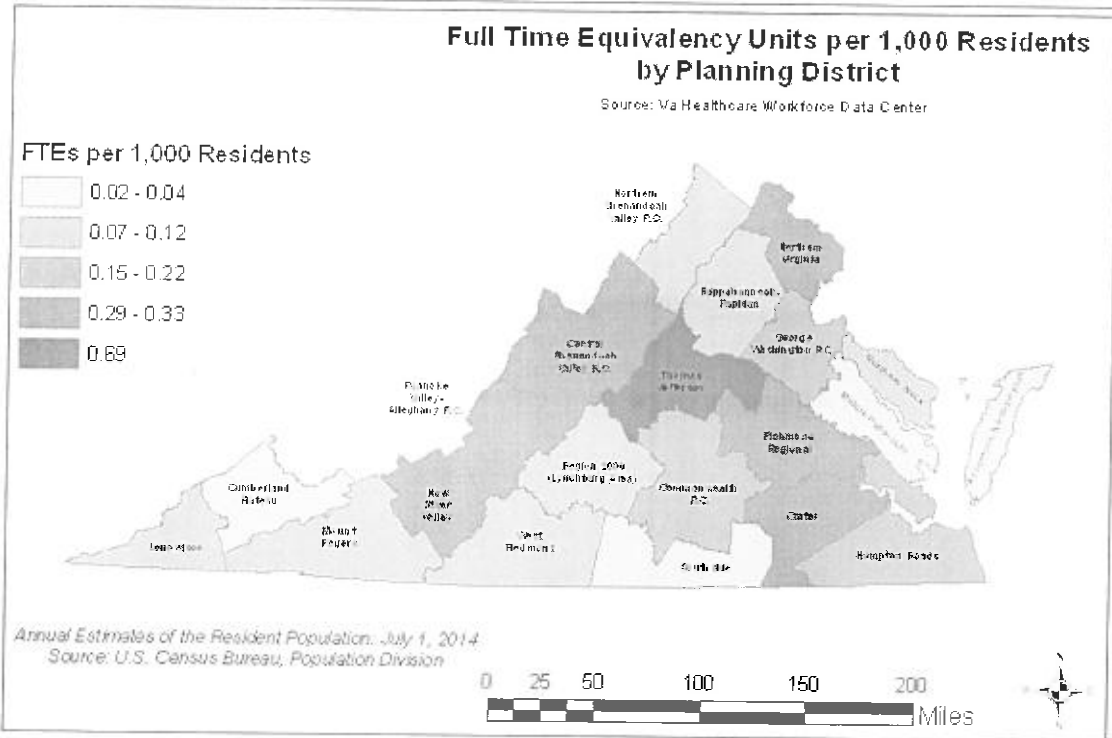 Full Time Equivalency Units per 1,000 Residents
by Planning District
Source: Va Healthcare Workforce Data Center
FTEs per 1,000 Residents
0.02 - 0.04
0.07 - 0.12
0.15 - 0.22
0.29 - 0.33
0.69
Northern
Shenandoah
Valley R.C.
Northern
Virginia
Rappahannock-
Rapidan
George
Washington R.C.
Central
Shenandoah
Valley R.C.
Thomas
Jefferson
Roanoke
Valley-
Alleghany R.C.
Richmond
Regional
Region 2000
(Lynchburg Area)
Commonwealth
R.C.
Cumberland
Plateau
New
River
Valley
Crater
Mount
Rogers
West
Piedmont
Hampton Roads
Lenowisco
Southside
Annual Estimates of the Resident Population: July 1, 2014
Source: U.S. Census Bureau, Population Division
0 25 50 100 150 200
Miles